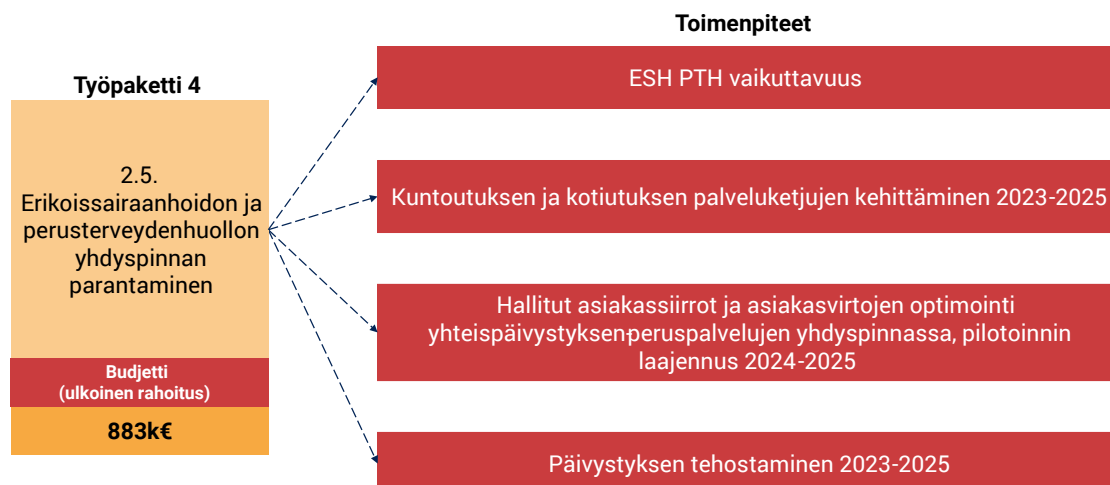 Työpaketti 4
2.5.
Erikoissairaanhoidon ja
perusterveydenhuollon
yhdyspinnan
parantaminen
Budjetti
(ulkoinen rahoitus)
883k€
Toimenpiteet
ESH PTH vaikuttavuus
Kuntoutuksen ja kotiutuksen palveluketjujen kehittäminen 2023-2025
Hallitut asiakassiirrot ja asiakasvirtojen optimointi
yhteispäivystyksen-peruspalvelujen yhdyspinnassa, pilotoinnin
laajennus 2024-2025
Päivystyksen tehostaminen 2023-2025